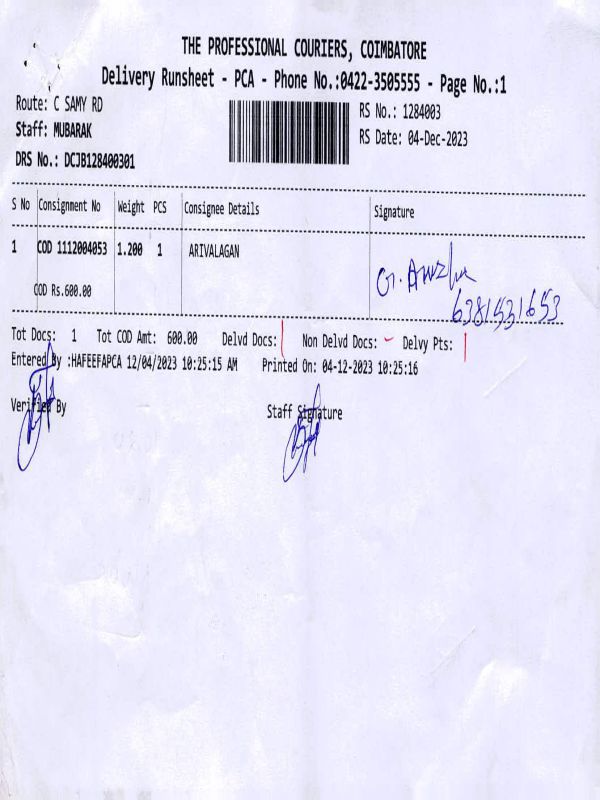 THE PROFESSIONAL COURIERS, COIMBATORE
Delivery Runsheet - PCA - Phone No.:0422-3505555 - Page No.:1
Route: C SAMY RD
RS No.: 1284003
Staff: MUBARAK
RS Date: 04-Dec-2023
DRS No.: DCJB128400301
S No Consignment No Weight PCS Consignee Details Signature
1 COD 1112004053 1.200 1 ARIVALAGAN
COD Rs.600.00
6381531653
Tot Docs: 1 Tot COD Amt: 600.00 Delvd Docs: | Non Delvd Docs: - Delvy Pts: |
Entered By :HAFEEFAPCA 12/04/2023 10:25:15 AM Printed On: 04-12-2023 10:25:16
Verified By Staff Signature